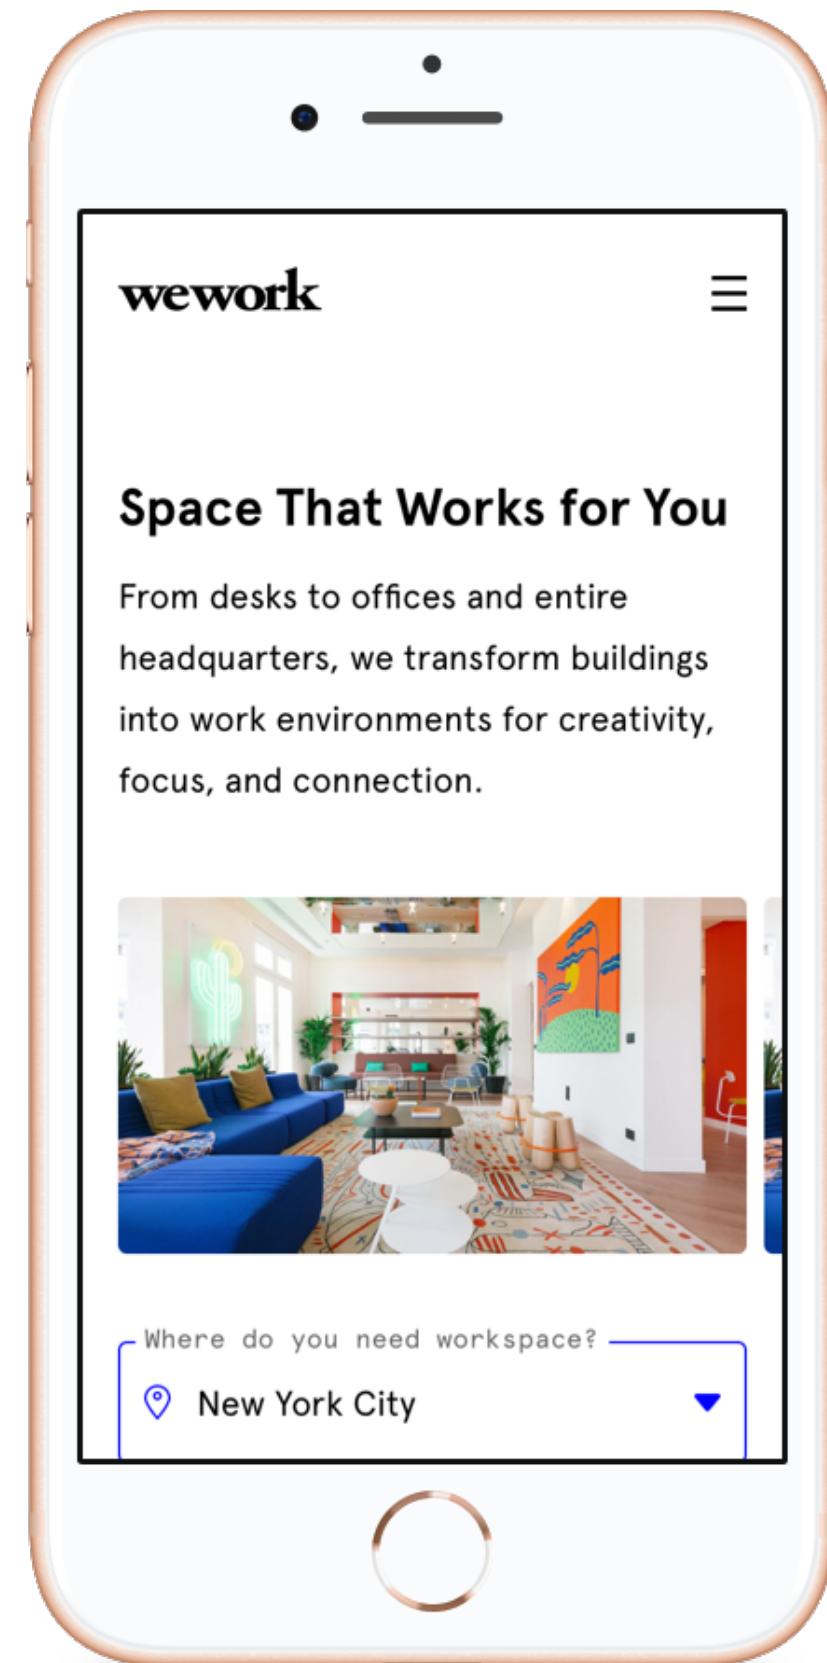 wework
Space That Works for You
From desks to offices and entire
headquarters, we transform buildings
into work environments for creativity,
focus, and connection.
Where do you need workspace?
New York City